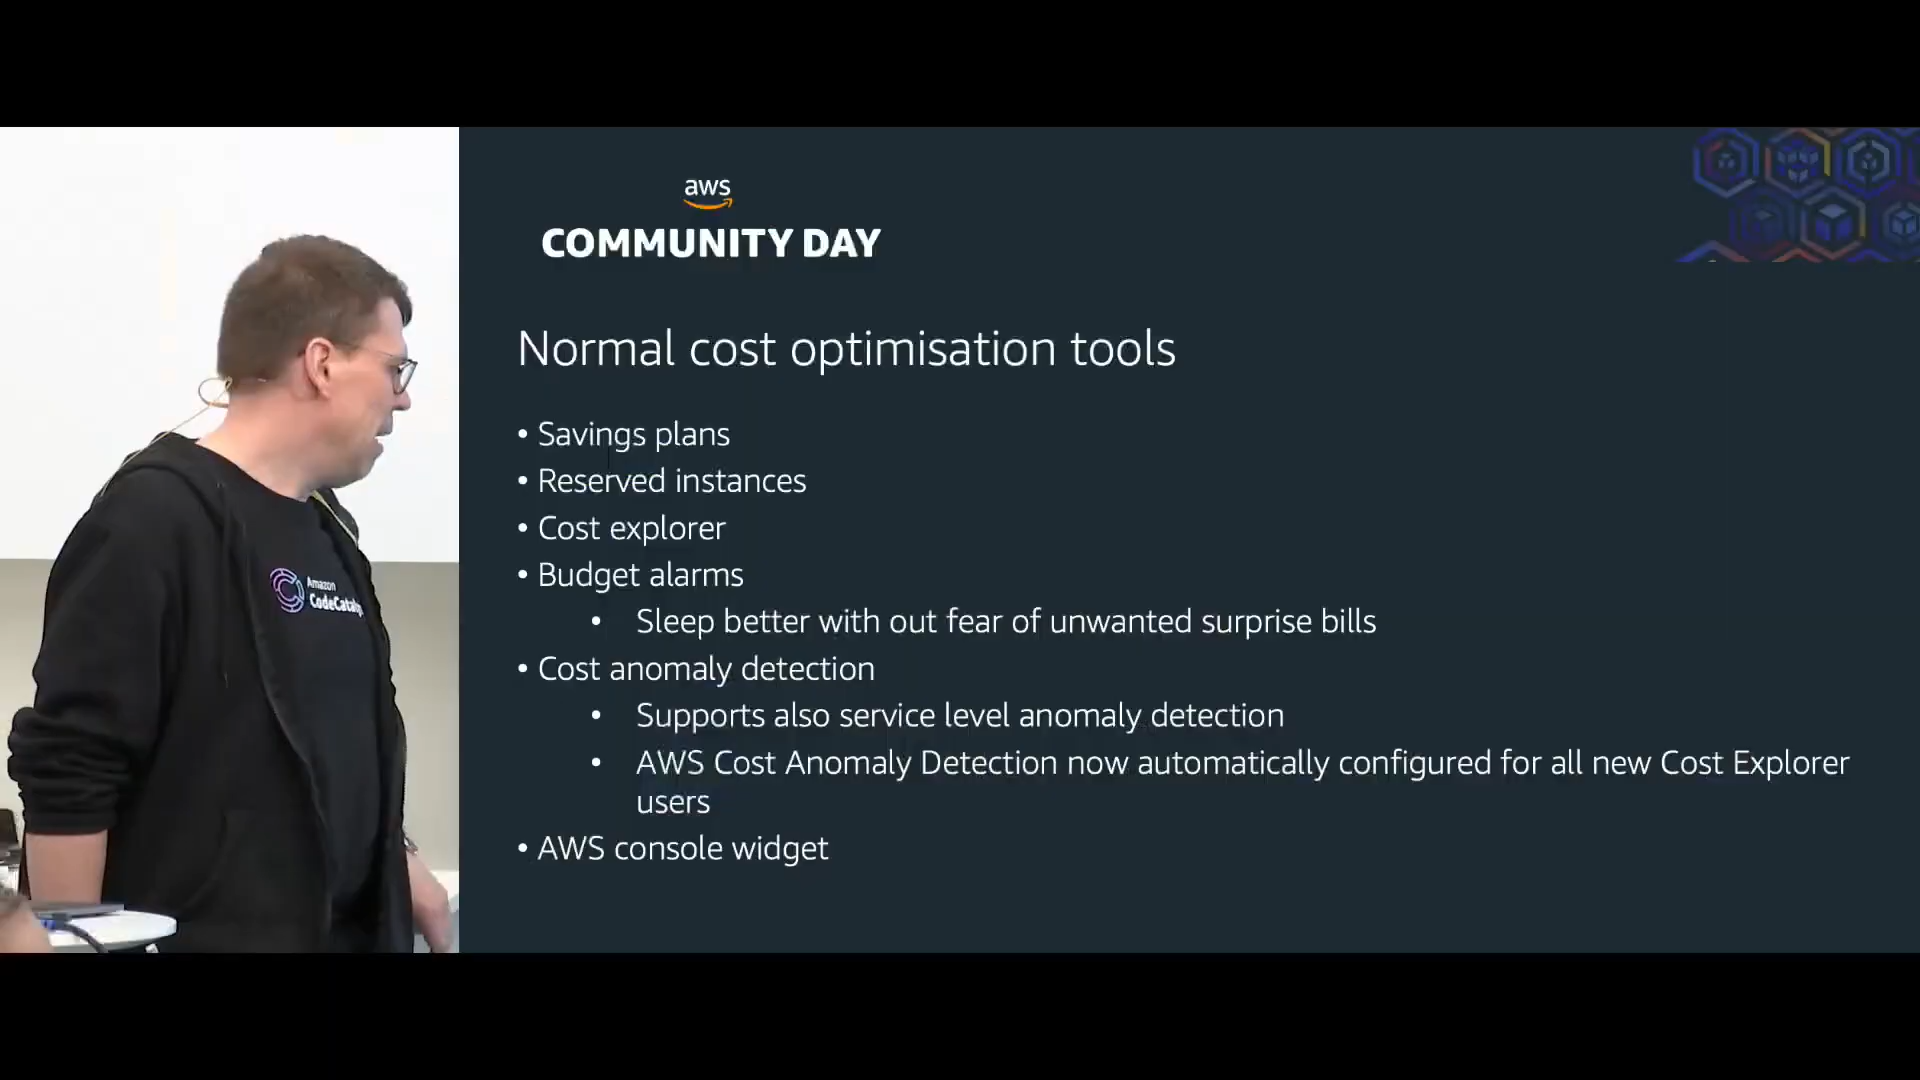 aws
COMMUNITY DAY
Normal cost optimisation tools
• Savings plans
• Reserved instances
• Cost explorer
• Budget alarms
• Sleep better with out fear of unwanted surprise bills
• Cost anomaly detection
• Supports also service level anomaly detection
• AWS Cost Anomaly Detection now automatically configured for all new Cost Explorer
users
• AWS console widget
Amazon